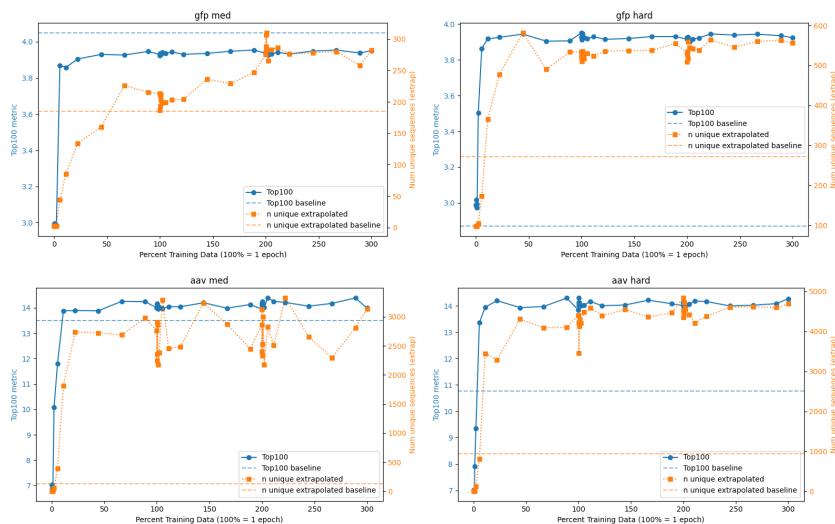 gfp med
Top100 metric
4.0
3.8
3.6
3.4
3.2
3.0
300
250
200
150
100
50
0
Num unique sequences (extrap)
Top100
Top100 baseline
n unique extrapolated
n unique extrapolated baseline
0
50
100
150
200
250
300
Percent Training Data (100% = 1 epoch)
gfp hard
Top100 metric
4.0
3.8
3.6
3.4
3.2
3.0
600
500
400
300
200
100
Num unique sequences (extrap)
Top100
Top100 baseline
n unique extrapolated
n unique extrapolated baseline
0
50
100
150
200
250
300
Percent Training Data (100% = 1 epoch)
aav med
Top100 metric
14
13
12
11
10
9
8
7
3000
2500
2000
1500
1000
500
0
Num unique sequences (extrap)
Top100
Top100 baseline
n unique extrapolated
n unique extrapolated baseline
0
50
100
150
200
250
300
Percent Training Data (100% = 1 epoch)
aav hard
Top100 metric
14
13
12
11
10
9
8
7
5000
4000
3000
2000
1000
0
Num unique sequences (extrap)
Top100
Top100 baseline
n unique extrapolated
n unique extrapolated baseline
0
50
100
150
200
250
300
Percent Training Data (100% = 1 epoch)